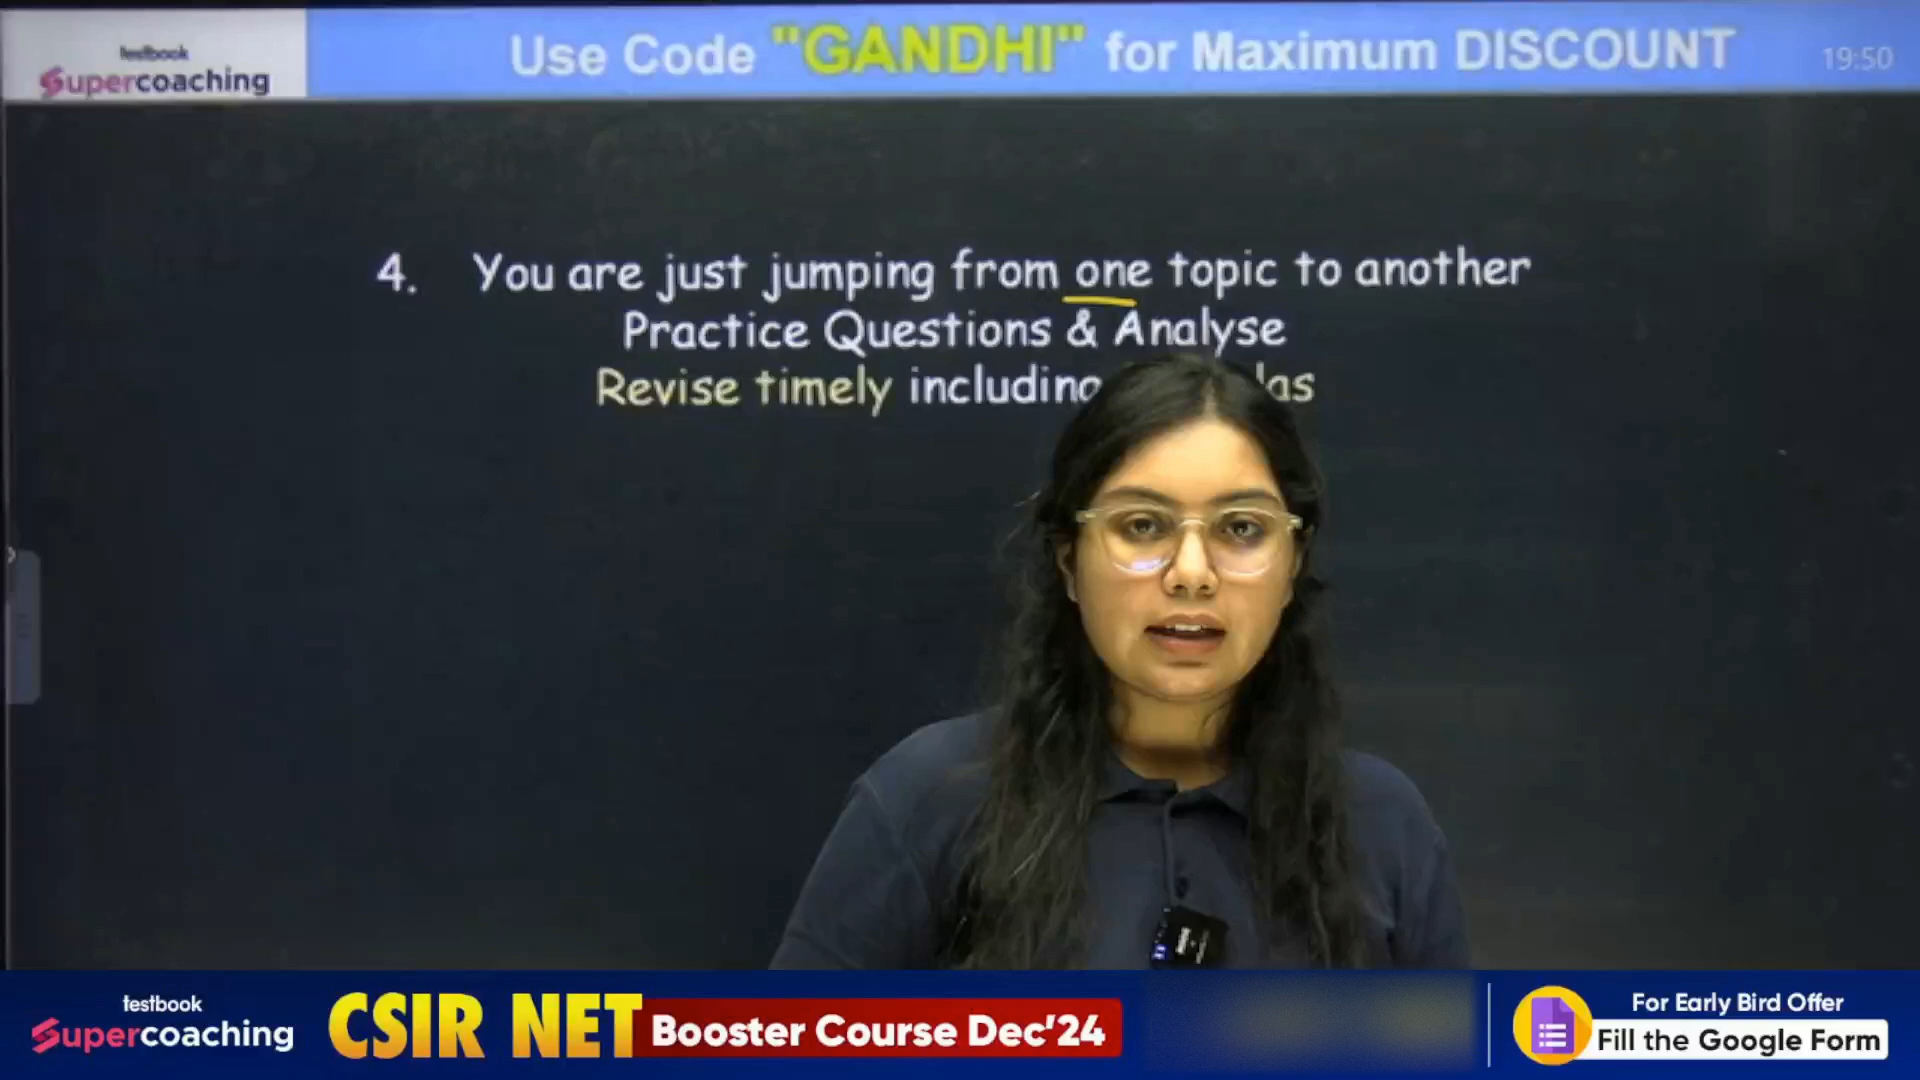 testbook
Supercoaching
Use Code "GANDHI" for Maximum DISCOUNT
19:50
4. You are just jumping from one topic to another
Practice Questions & Analyse
Revise timely including
testbook
Supercoaching
CSIR NET
Booster Course Dec'24
For Early Bird Offer
Fill the Google Form